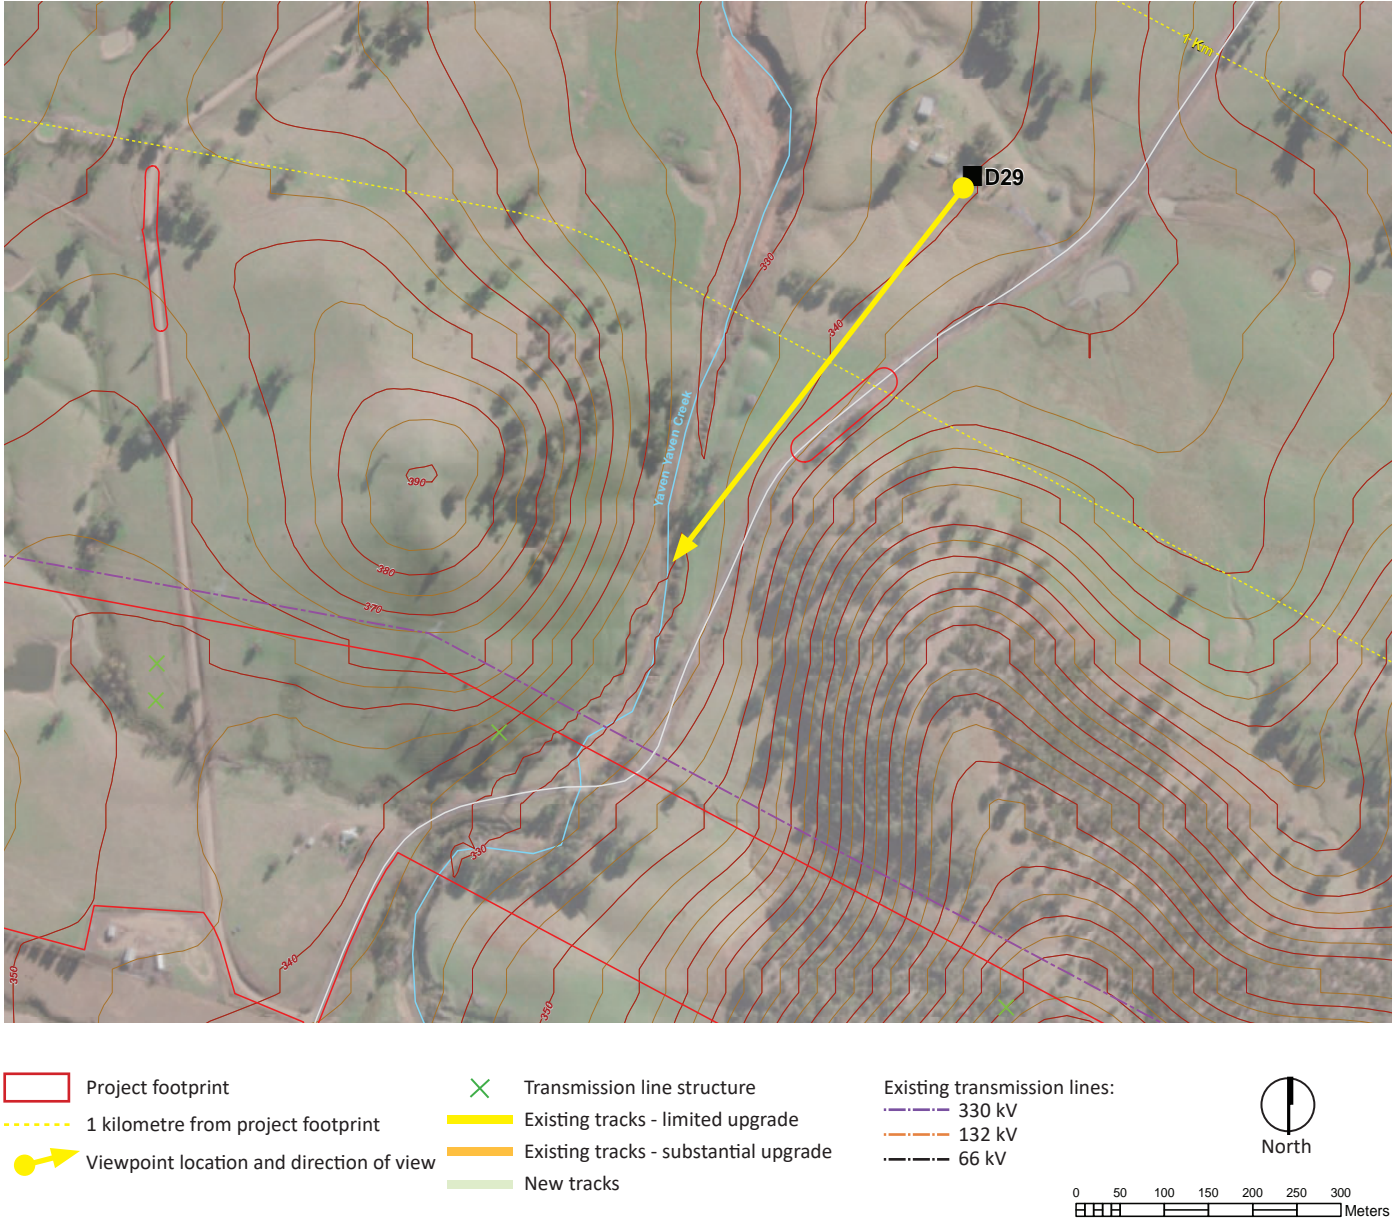 1 Km
D29
330
340
Yaven Yaven Creek
390
380
370
330
340
350
350
Project footprint
1 kilometre from project footprint
Viewpoint location and direction of view
Transmission line structure
Existing tracks - limited upgrade
Existing tracks - substantial upgrade
New tracks
Existing transmission lines:
330 kV
132 kV
66 kV
North
0 50 100 150 200 250 300
Meters